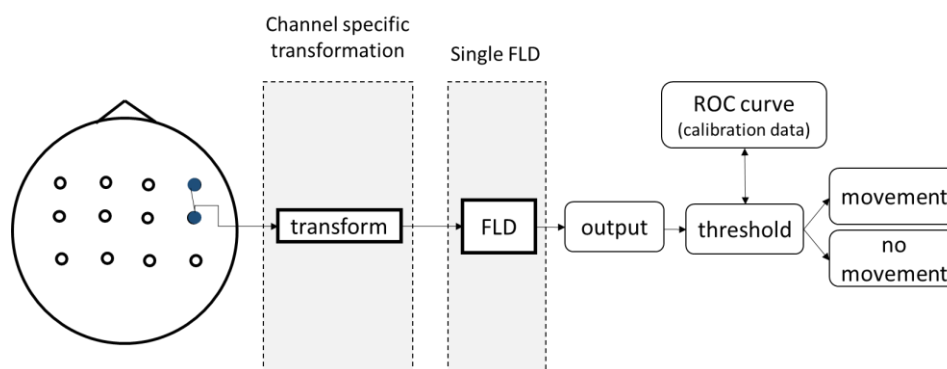 Channel specific
transformation
Single FLD
ROC curve
(calibration data)
transform
FLD
output
threshold
movement
no
movement